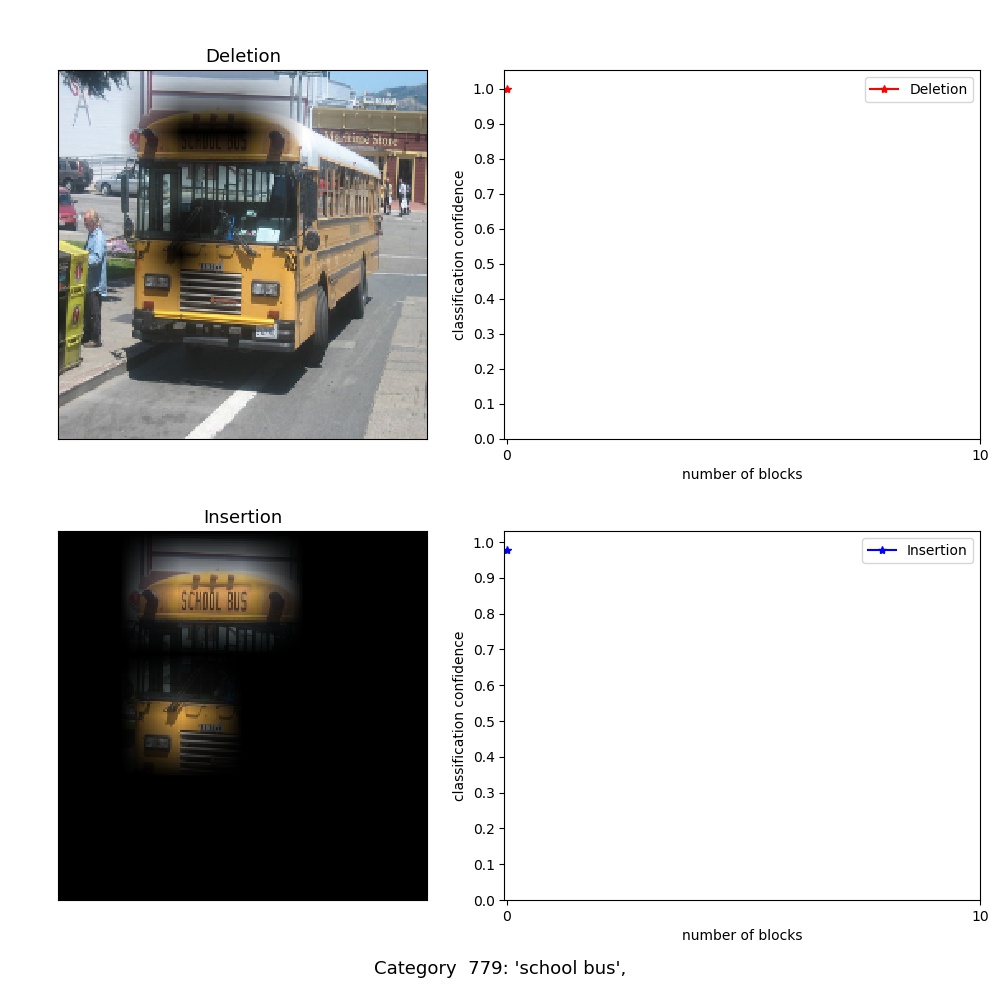 Deletion
SCHOOL BUS
Store
Deletion
1.0
0.9
0.8
0.7
0.6
0.5
0.4
0.3
0.2
0.1
0.0
classification confidence
0
10
number of blocks
Insertion
SCHOOL BUS
Insertion
1.0
0.9
0.8
0.7
0.6
0.5
0.4
0.3
0.2
0.1
0.0
classification confidence
0
10
number of blocks
Category 779: 'school bus',